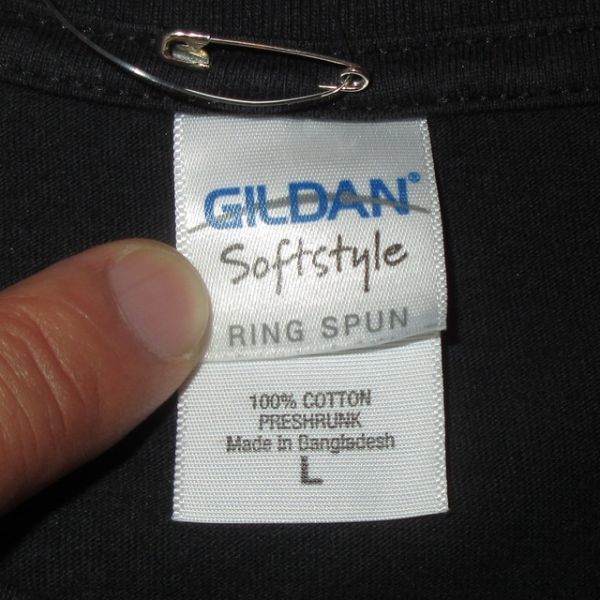 GILDAN®
Softstyle
RING SPUN
100% COTTON
PRESHRUNK
Made in Bangladesh
L